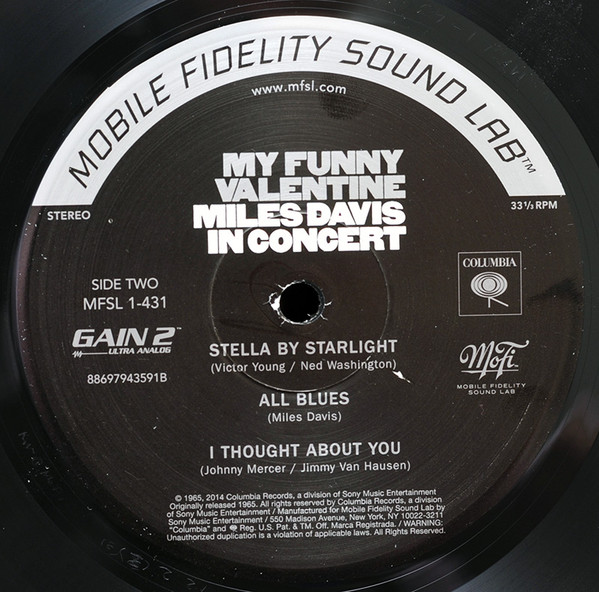 MOBILE FIDELITY SOUND LAB™
www.mfsl.com
MY FUNNY
VALENTINE
MILES DAVIS
IN CONCERT
STEREO
33 1/3 RPM
SIDE TWO
MFSL 1-431
COLUMBIA
GAIN 2™
ULTRA ANALOG
88697943591B
MoFi
MOBILE FIDELITY
SOUND LAB
STELLA BY STARLIGHT
(Victor Young / Ned Washington)
ALL BLUES
(Miles Davis)
I THOUGHT ABOUT YOU
(Johnny Mercer / Jimmy Van Hausen)
© 1965, 2014 Columbia Records, a division of Sony Music Entertainment
Originally released 1965. All rights reserved by Columbia Records, a division
of Sony Music Entertainment / Manufactured for Mobile Fidelity Sound Lab by
Sony Music Entertainment / 550 Madison Avenue, New York, NY 10022-3211
"Columbia" and Reg. U.S. Pat. & TM. Off. Marca Registrada. / WARNING:
Unauthorized duplication is a violation of applicable laws. All Rights Reserved.